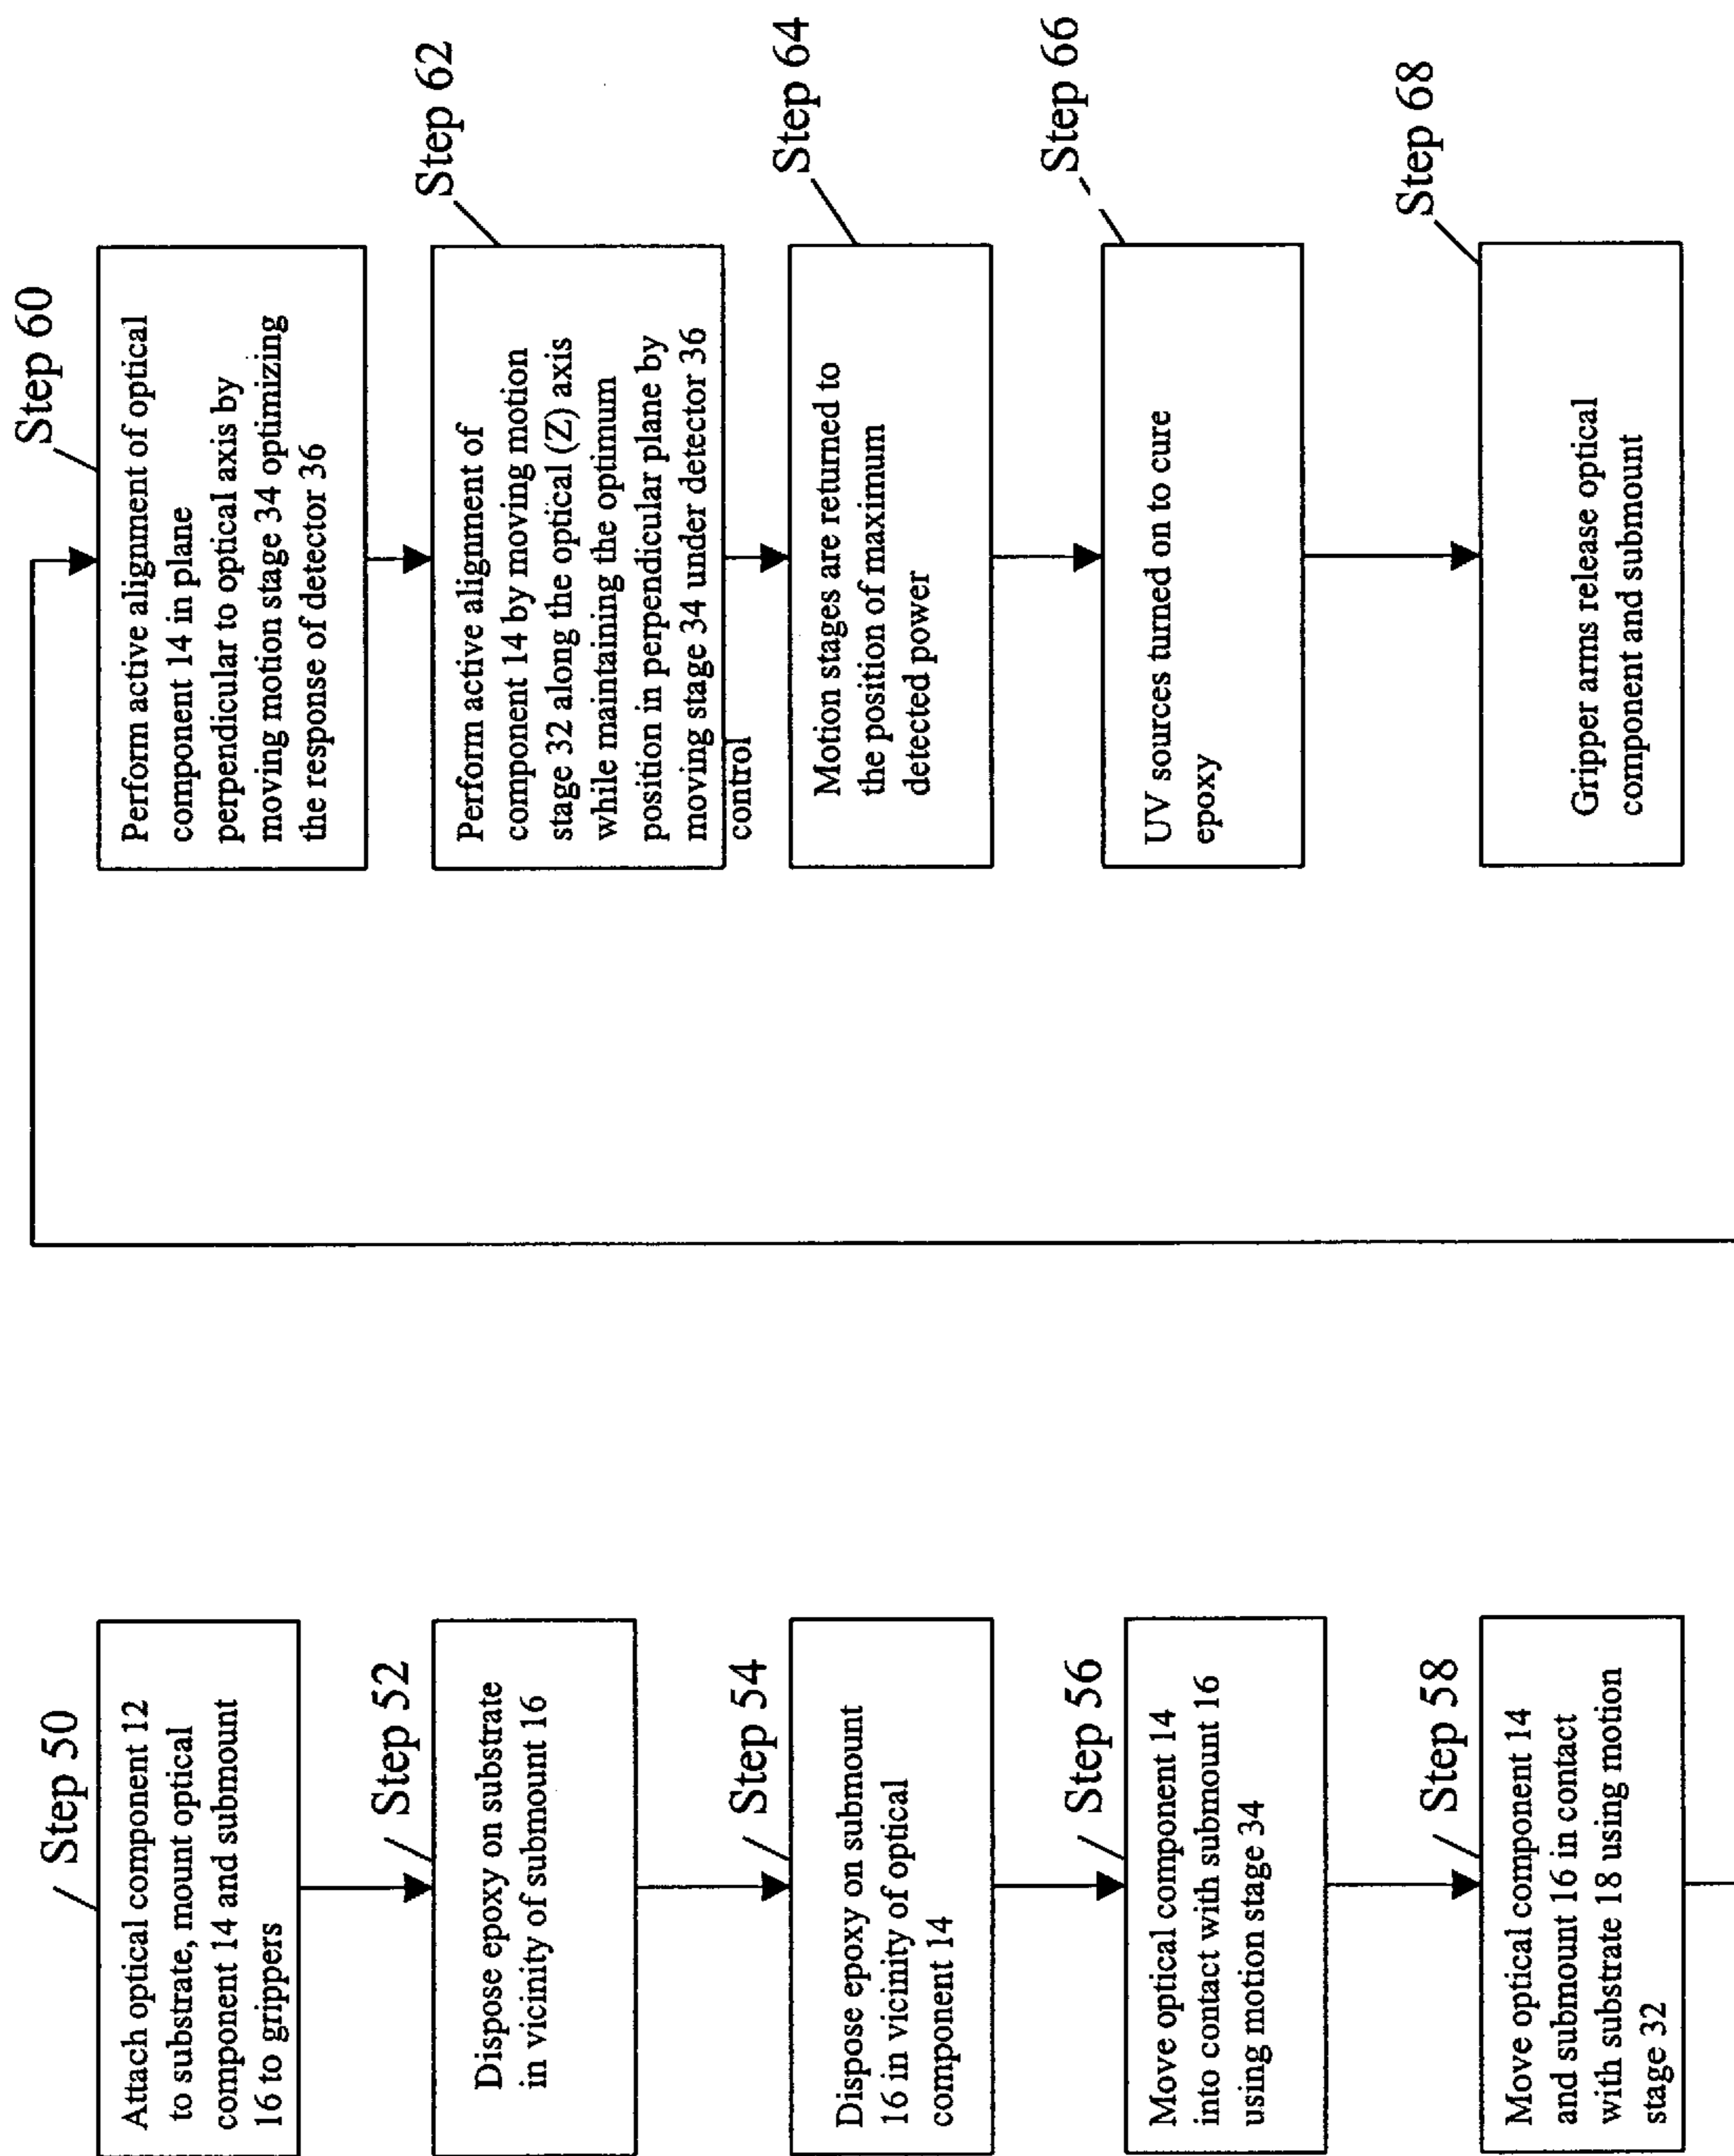 Step 50
Attach optical component 12
to substrate, mount optical
component 14 and submount
16 to grippers
Step 52
Dispose epoxy on substrate
in vicinity of submount 16
Step 54
Dispose epoxy on submount
16 in vicinity of optical
component 14
Step 56
Move optical component 14
into contact with submount 16
using motion stage 34
Step 58
Move optical component 14
and submount 16 in contact
with substrate 18 using motion
stage 32
Step 60
Perform active alignment of optical
component 14 in plane
perpendicular to optical axis by
moving motion stage 34 optimizing
the response of detector 36
Step 62
Perform active alignment of
component 14 by moving motion
stage 32 along the optical (Z) axis
while maintaining the optimum
position in perpendicular plane by
moving stage 34 under detector 36
control
Step 64
Motion stages are returned to
the position of maximum
detected power
Step 66
UV sources turned on to cure
epoxy
Step 68
Gripper arms release optical
component and submount